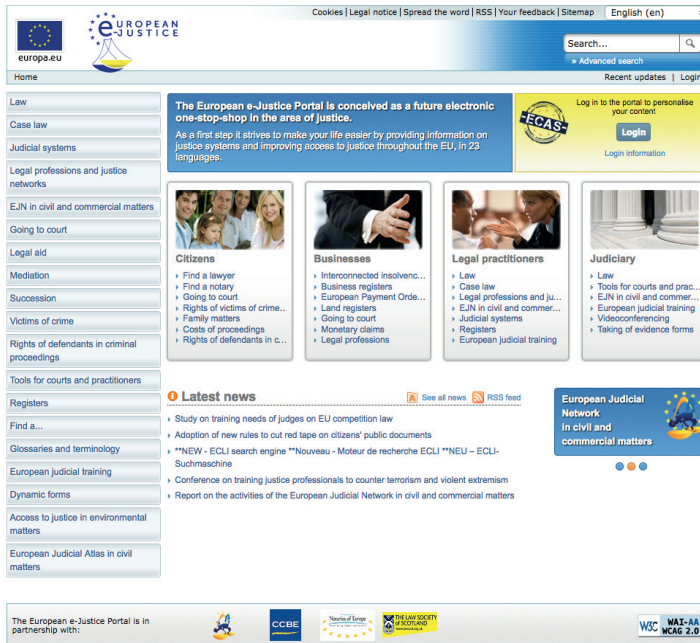 Cookies | Legal notice | Spread the word | RSS | Your feedback | Sitemap English (en)
EUROPEAN
e-JUSTICE
europa.eu
Search...
» Advanced search
Home
Recent updates | Login
Law
Case law
Judicial systems
Legal professions and justice
networks
EJN in civil and commercial matters
Going to court
Legal aid
Mediation
Succession
Victims of crime
Rights of defendants in criminal
proceedings
Tools for courts and practitioners
Registers
Find a...
Glossaries and terminology
European judicial training
Dynamic forms
Access to justice in environmental
matters
European Judicial Atlas in civil
matters
The European e-Justice Portal is conceived as a future electronic
one-stop-shop in the area of justice.
As a first step it strives to make your life easier by providing information on
justice systems and improving access to justice throughout the EU, in 23
languages.
ECAS
Log in to the portal to personalise
your content
Login
Login information
Citizens
Find a lawyer
Find a notary
Going to court
Rights of victims of crime...
Family matters
Costs of proceedings
Rights of defendants in c...
Businesses
Interconnected insolvenc...
Business registers
European Payment Orde...
Land registers
Going to court
Monetary claims
Legal professions
Legal practitioners
Law
Case law
Legal professions and ju...
EJN in civil and commer...
Judicial systems
Registers
European judicial training
Judiciary
Law
Tools for courts and prac...
EJN in civil and commer...
European judicial training
Videoconferencing
Taking of evidence forms
Latest news
See all news RSS feed
Study on training needs of judges on EU competition law
Adoption of new rules to cut red tape on citizens' public documents
**NEW - ECLI search engine **Nouveau - Moteur de recherche ECLI **NEU – ECLI-
Suchmaschine
Conference on training justice professionals to counter terrorism and violent extremism
Report on the activities of the European Judicial Network in civil and commercial matters
European Judicial
Network
in civil and
commercial matters
The European e-Justice Portal is in
partnership with:
CCBE
Notaries of Europe
THE LAW SOCIETY
of SCOTLAND
W3C WAI-AA
WCAG 2.0